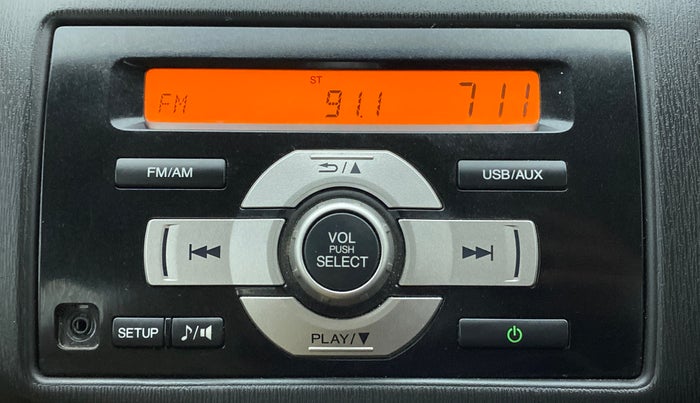 ST
FM 91.1 7 11
FM/AM
USB/AUX
VOL
PUSH
SELECT
SETUP
PLAY/▼